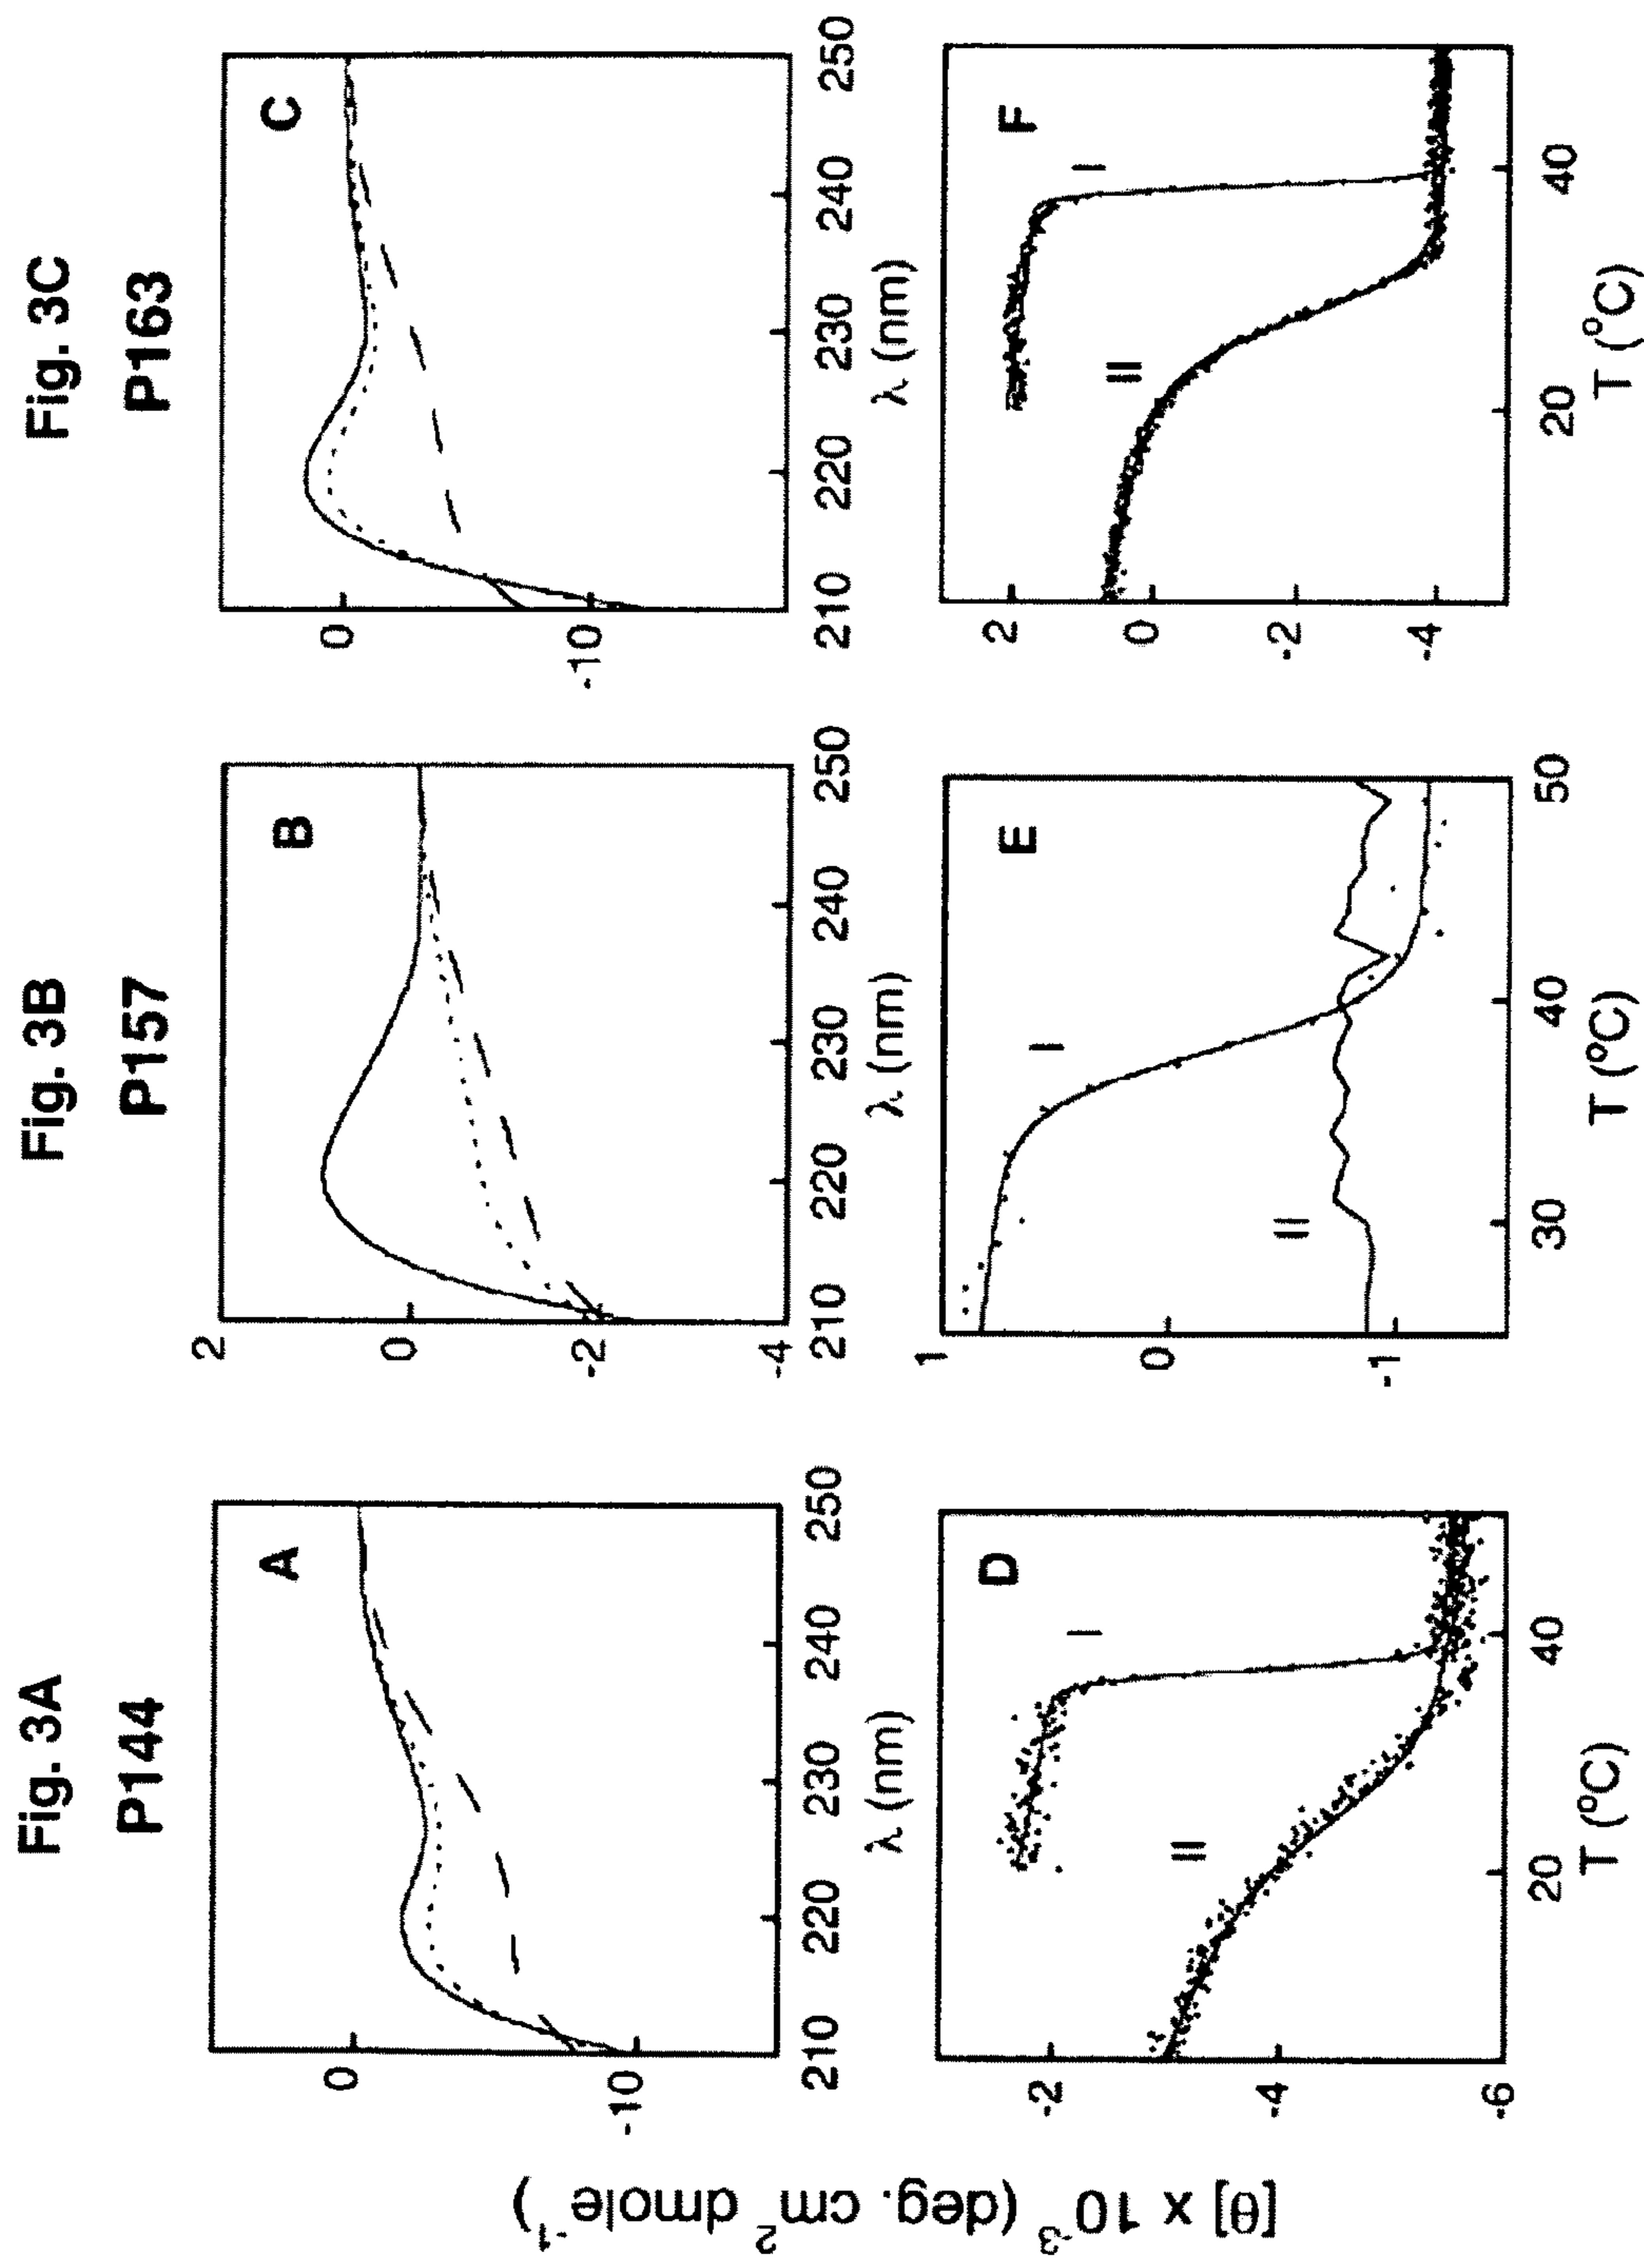 Fig. 3A
P144
Fig. 3B
P157
Fig. 3C
P163
[θ] x 10⁻³ (deg. cm² dmole⁻¹)
A
0
-10
210 220 230 240 250
λ (nm)
B
2
0
-2
-4
210 220 230 240 250
λ (nm)
C
0
-10
210 220 230 240 250
λ (nm)
D
I
II
-2
-4
-6
20 40
T (°C)
E
I
II
1
0
-1
30 40 50
T (°C)
F
I
II
2
0
-2
-4
20 40
T (°C)